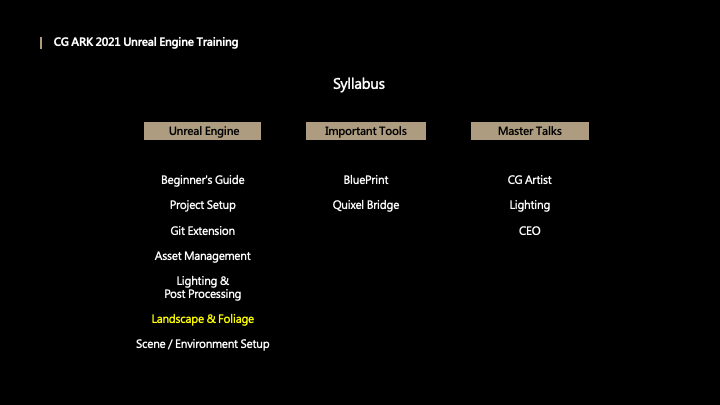 CG ARK 2021 Unreal Engine Training
Syllabus
Unreal Engine
Beginner's Guide
Project Setup
Git Extension
Asset Management
Lighting &
Post Processing
Landscape & Foliage
Scene / Environment Setup
Important Tools
BluePrint
Quixel Bridge
Master Talks
CG Artist
Lighting
CEO